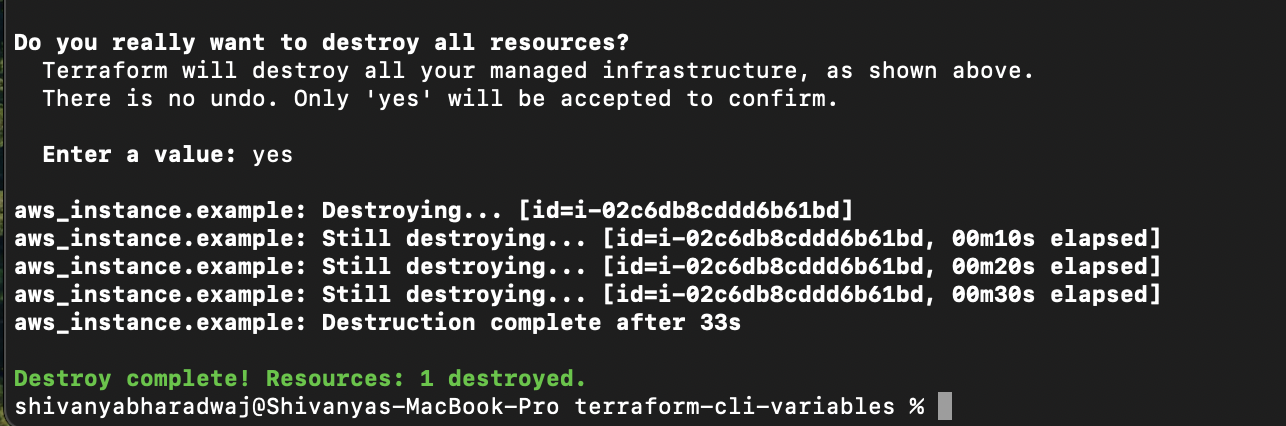 Do you really want to destroy all resources?
Terraform will destroy all your managed infrastructure, as shown above.
There is no undo. Only 'yes' will be accepted to confirm.
Enter a value: yes
aws_instance.example: Destroying... [id=i-02c6db8cddd6b61bd]
aws_instance.example: Still destroying... [id=i-02c6db8cddd6b61bd, 00m10s elapsed]
aws_instance.example: Still destroying... [id=i-02c6db8cddd6b61bd, 00m20s elapsed]
aws_instance.example: Still destroying... [id=i-02c6db8cddd6b61bd, 00m30s elapsed]
aws_instance.example: Destruction complete after 33s
Destroy complete! Resources: 1 destroyed.
shivanyabharadwaj@Shivanyas-MacBook-Pro terraform-cli-variables %